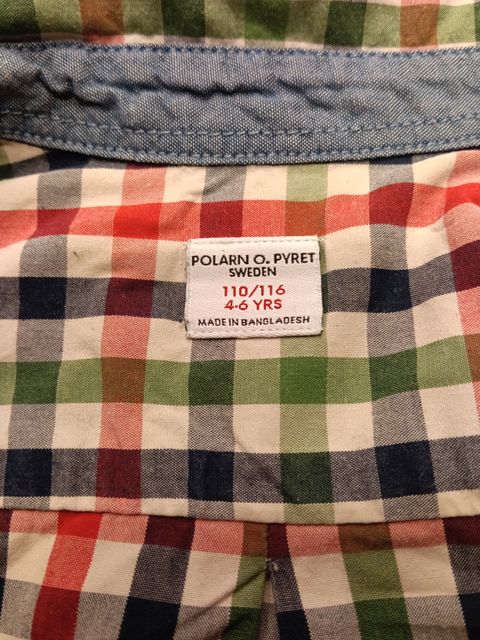 POLARN O. PYRET
SWEDEN
110/116
4-6 YRS
MADE IN BANGLADESH